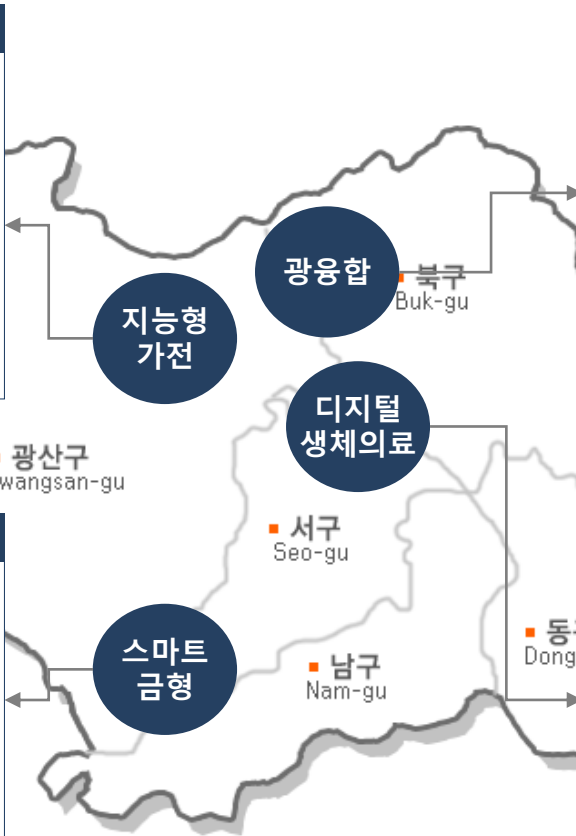 광융합
북구
Buk-gu
지능형
가전
디지털
생체의료
광산구
wangsan-gu
서구
Seo-gu
스마트
금형
남구
Nam-gu
동
Dong